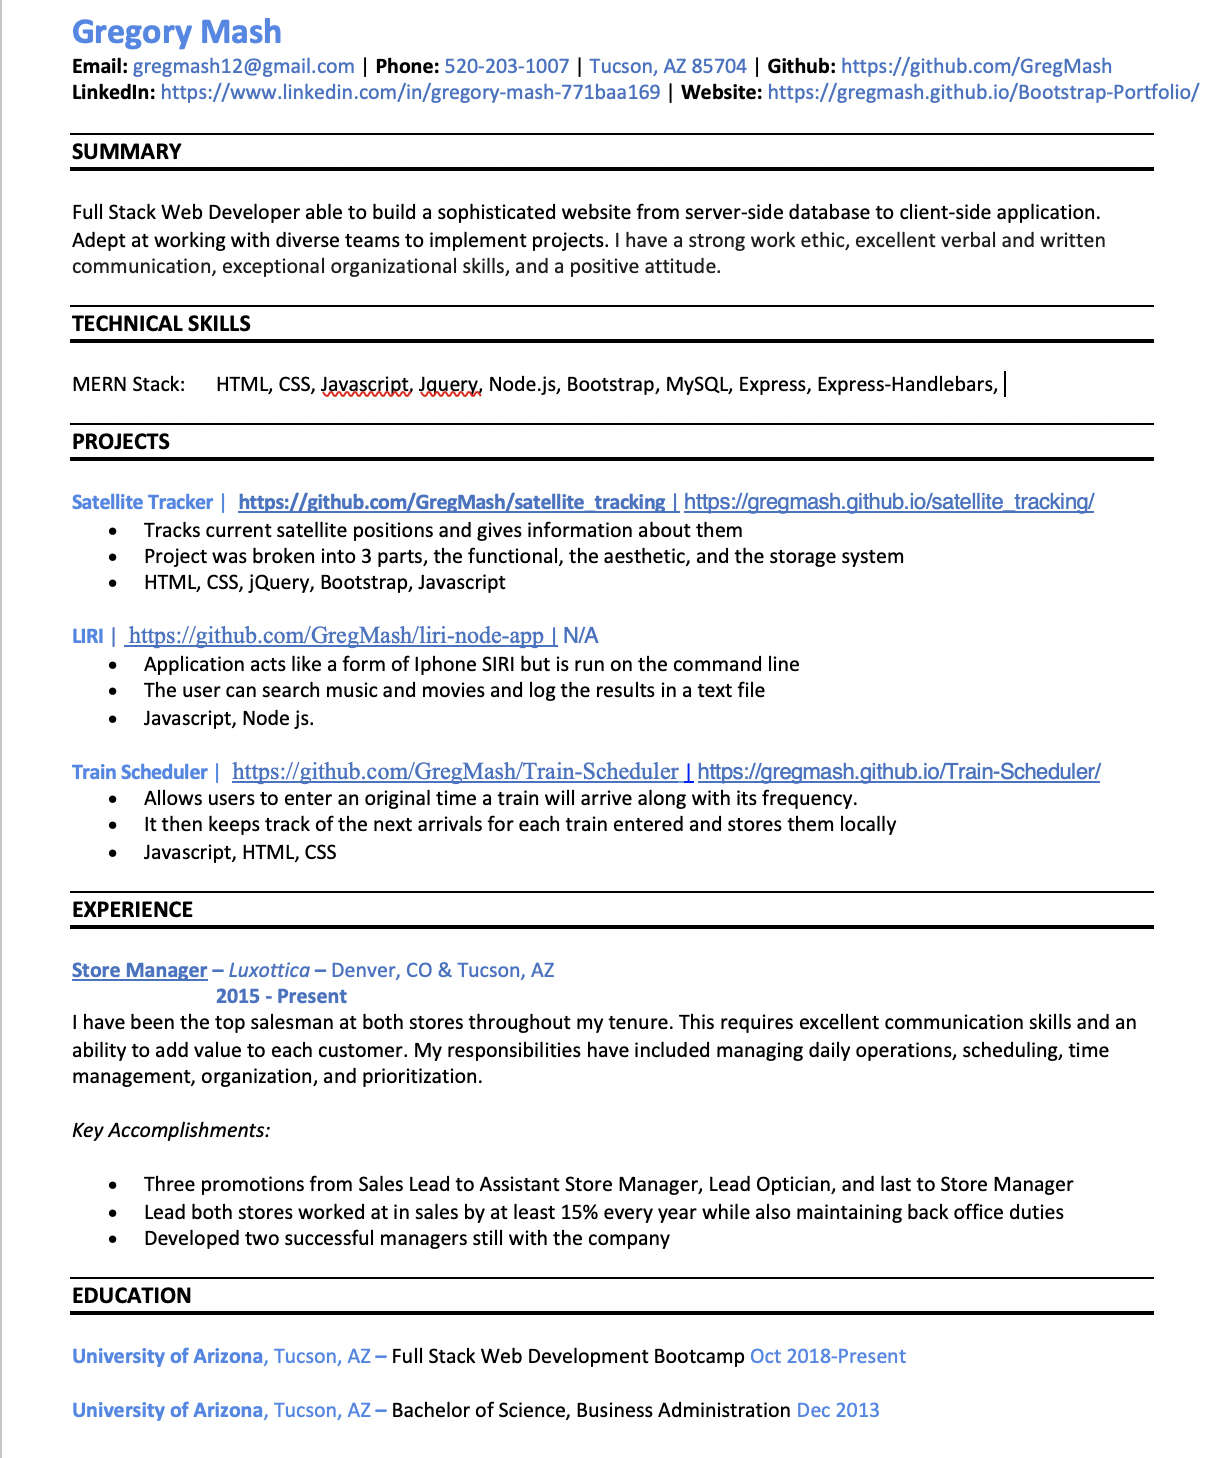 Gregory Mash
Email: gregmash12@gmail.com | Phone: 520-203-1007 | Tucson, AZ 85704 | Github: https://github.com/GregMash
LinkedIn: https://www.linkedin.com/in/gregory-mash-771baa169 | Website: https://gregmash.github.io/Bootstrap-Portfolio/
SUMMARY
Full Stack Web Developer able to build a sophisticated website from server-side database to client-side application.
Adept at working with diverse teams to implement projects. I have a strong work ethic, excellent verbal and written
communication, exceptional organizational skills, and a positive attitude.
TECHNICAL SKILLS
MERN Stack: HTML, CSS, Javascript, Jquery, Node.js, Bootstrap, MySQL, Express, Express-Handlebars,
PROJECTS
Satellite Tracker | https://github.com/GregMash/satellite_tracking | https://gregmash.github.io/satellite_tracking/
• Tracks current satellite positions and gives information about them
• Project was broken into 3 parts, the functional, the aesthetic, and the storage system
• HTML, CSS, jQuery, Bootstrap, Javascript
LIRI | https://github.com/GregMash/liri-node-app | N/A
• Application acts like a form of Iphone SIRI but is run on the command line
• The user can search music and movies and log the results in a text file
• Javascript, Node js.
Train Scheduler | https://github.com/GregMash/Train-Scheduler | https://gregmash.github.io/Train-Scheduler/
• Allows users to enter an original time a train will arrive along with its frequency.
• It then keeps track of the next arrivals for each train entered and stores them locally
• Javascript, HTML, CSS
EXPERIENCE
Store Manager – Luxottica – Denver, CO & Tucson, AZ
2015 - Present
I have been the top salesman at both stores throughout my tenure. This requires excellent communication skills and an
ability to add value to each customer. My responsibilities have included managing daily operations, scheduling, time
management, organization, and prioritization.
Key Accomplishments:
• Three promotions from Sales Lead to Assistant Store Manager, Lead Optician, and last to Store Manager
• Lead both stores worked at in sales by at least 15% every year while also maintaining back office duties
• Developed two successful managers still with the company
EDUCATION
University of Arizona, Tucson, AZ – Full Stack Web Development Bootcamp Oct 2018-Present
University of Arizona, Tucson, AZ – Bachelor of Science, Business Administration Dec 2013